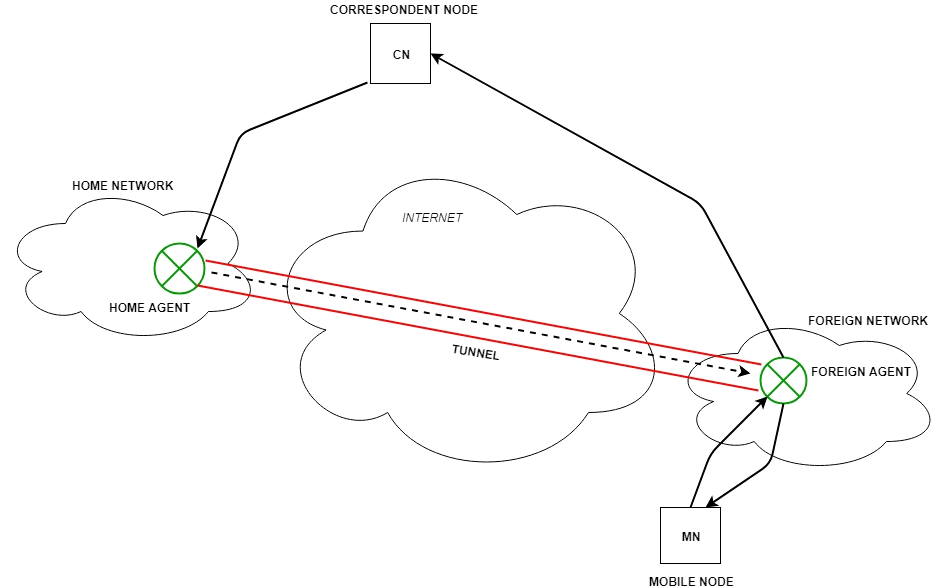 CORRESPONDENT NODE
CN
HOME NETWORK
INTERNET
HOME AGENT
FOREIGN NETWORK
TUNNEL
FOREIGN AGENT
MN
MOBILE NODE